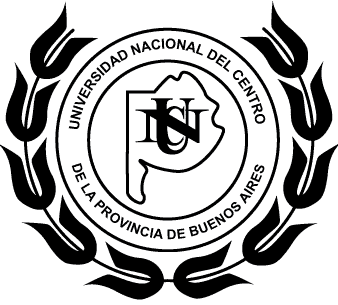 UNIVERSIDAD NACIONAL DEL CENTRO
UNC
DE LA PROVINCIA DE BUENOS AIRES